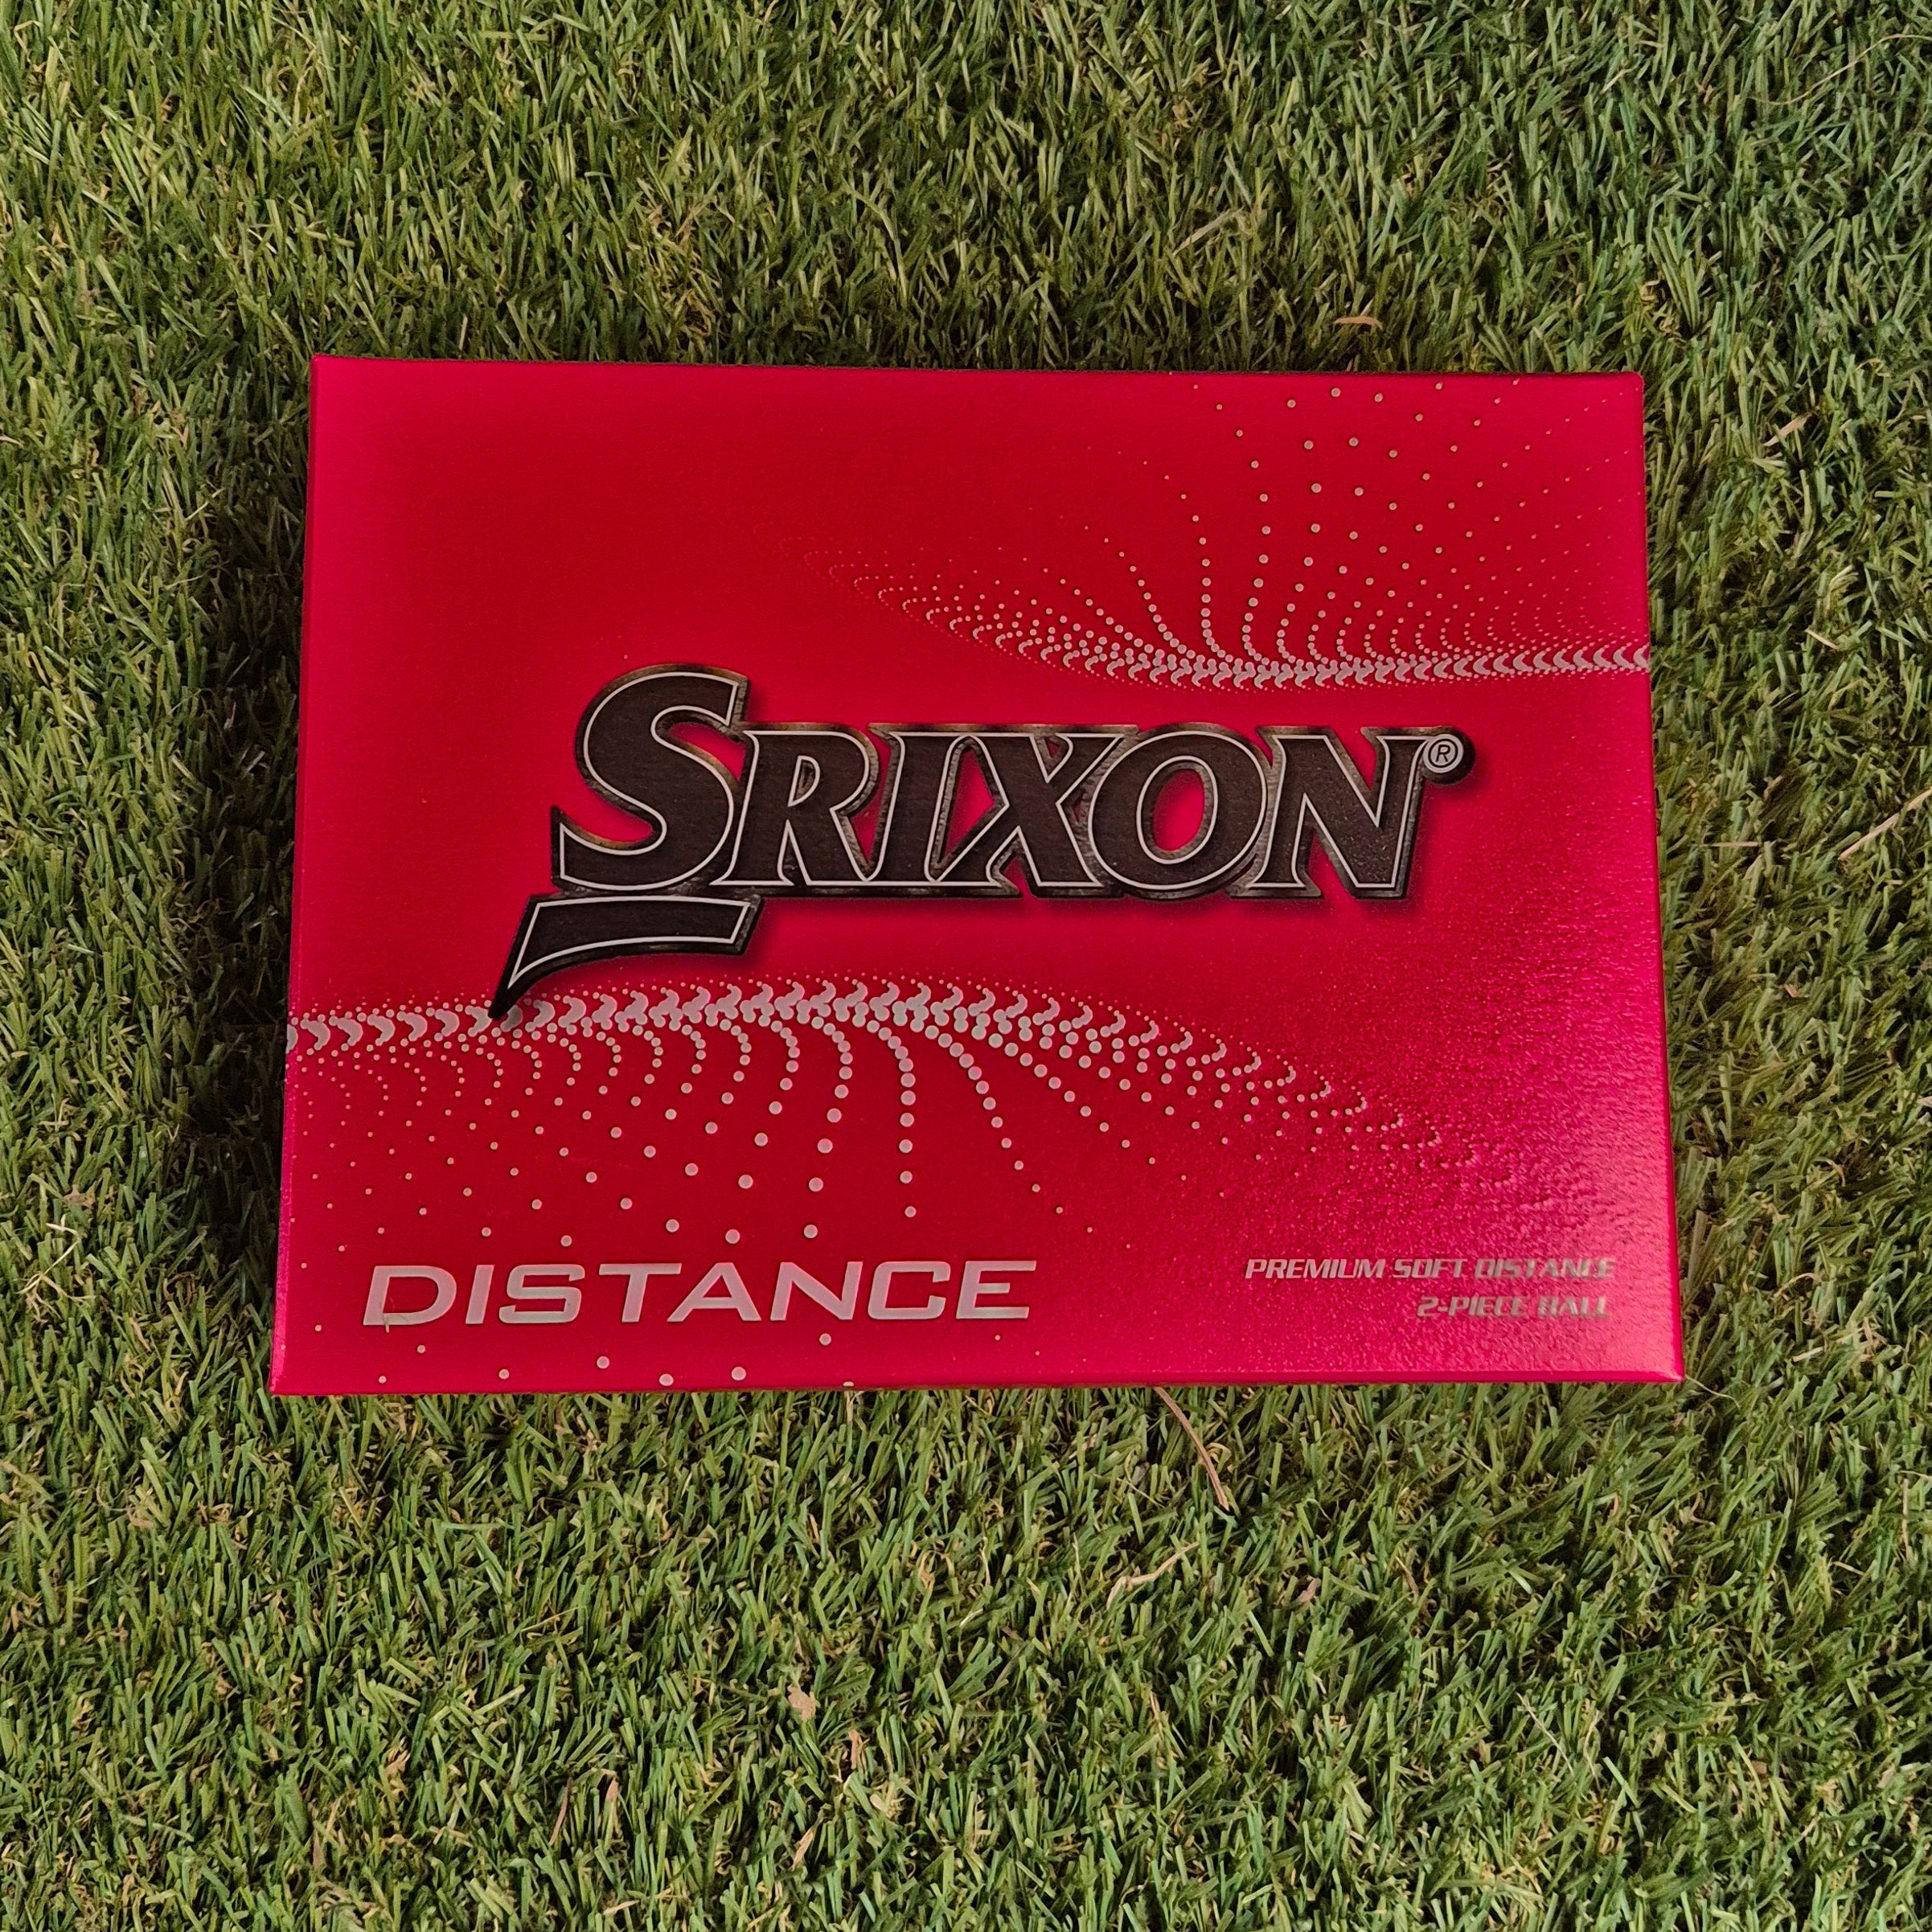 SRIXON®
DISTANCE
PREMIUM SOFT DISTANCE
2-PIECE BALL